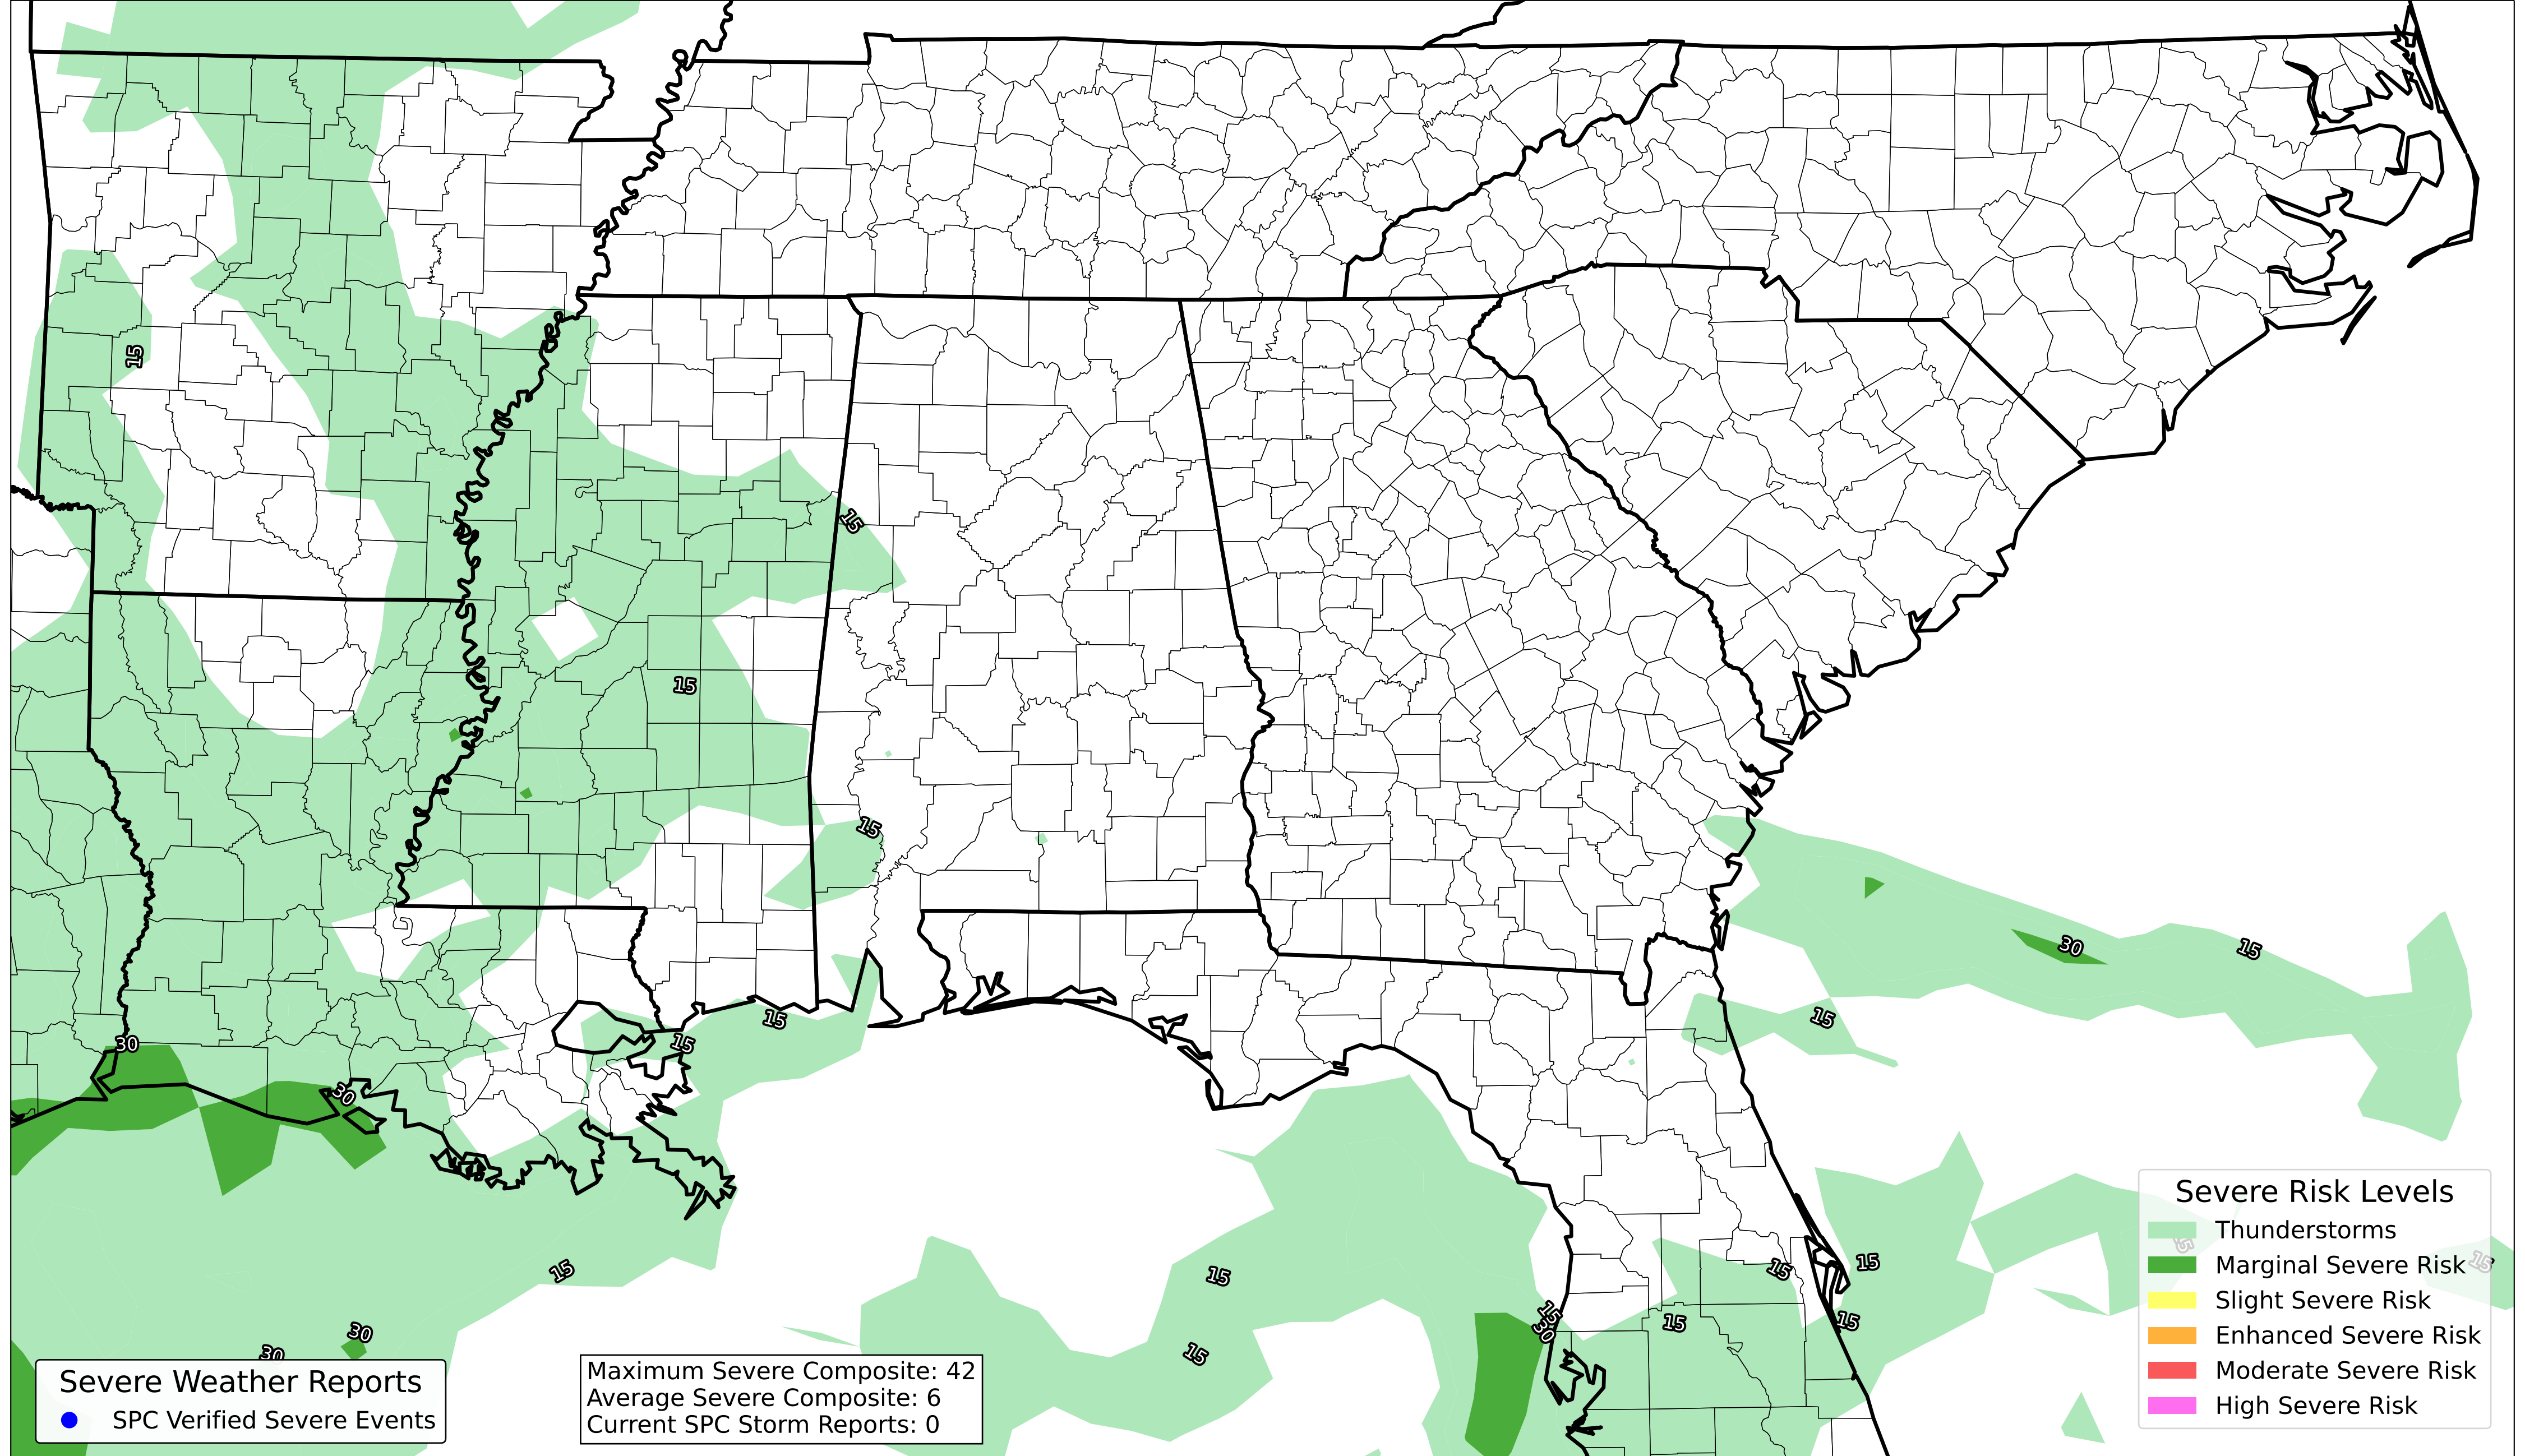 15
15
15
15
30
15
15
15
15
30
30
15
15
15
15
15
15
15
15
30
15
30
30
15
Severe Risk Levels
Thunderstorms
Marginal Severe Risk
Slight Severe Risk
Enhanced Severe Risk
Moderate Severe Risk
High Severe Risk
Severe Weather Reports
SPC Verified Severe Events
Maximum Severe Composite: 42
Average Severe Composite: 6
Current SPC Storm Reports: 0